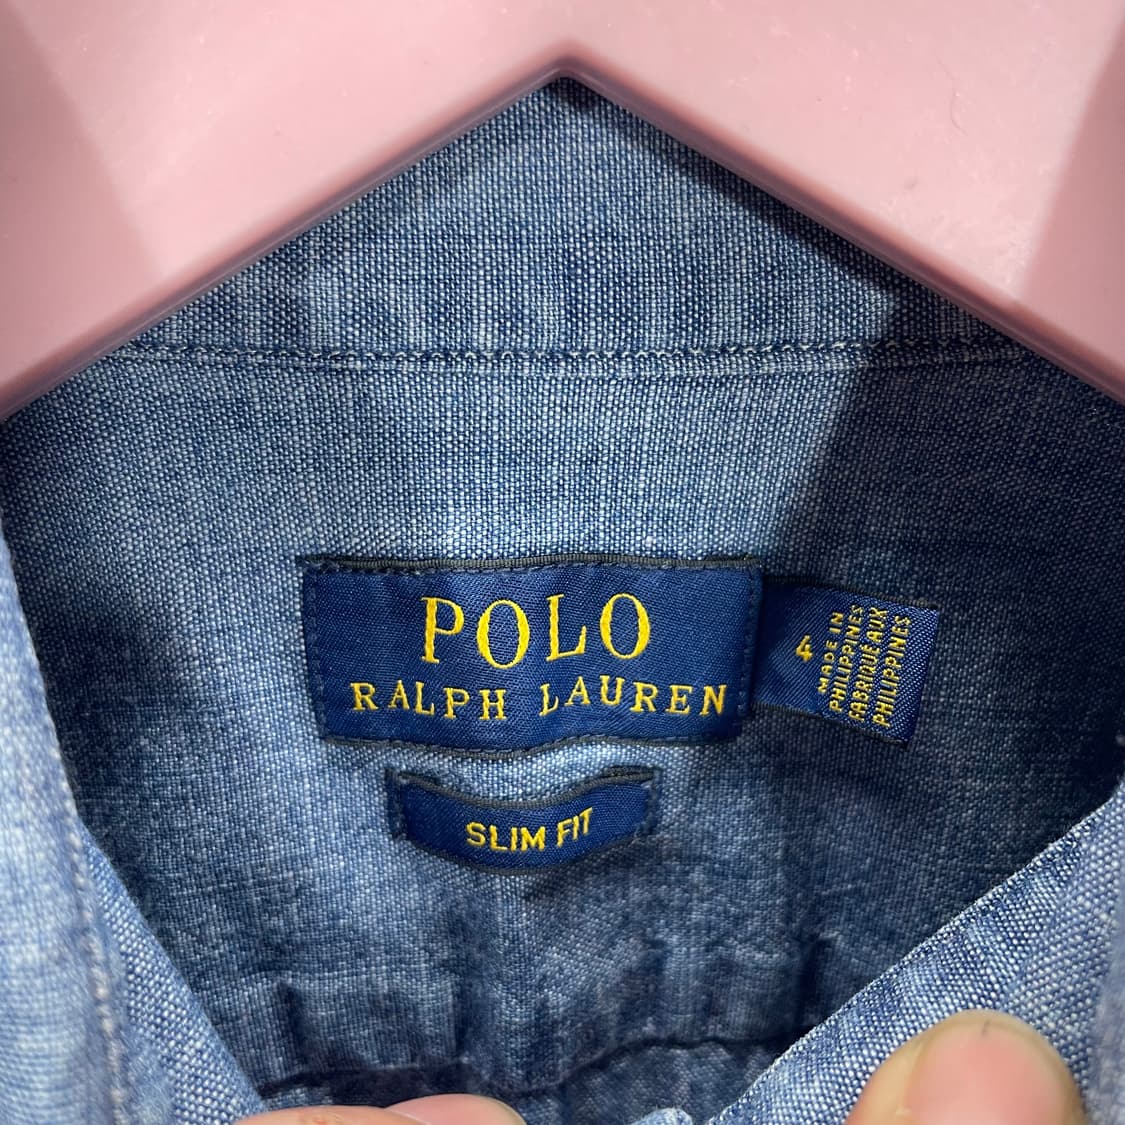 POLO
RALPH LAUREN
4
MADE IN
PHILIPPINES
FABRIQUÉ AUX
PHILIPPINES
SLIM FIT